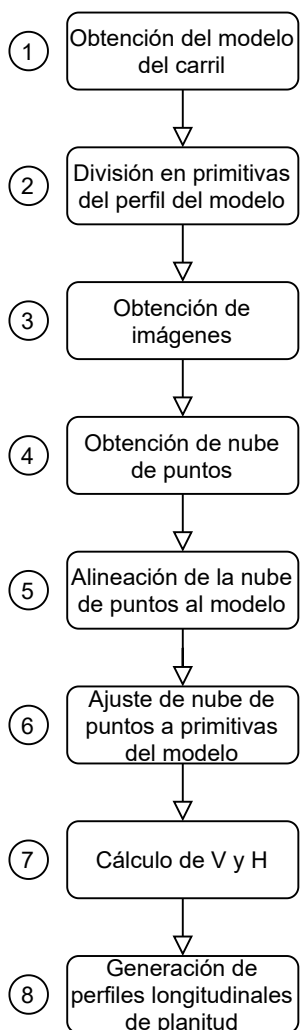 1
Obtención del modelo
del carril
2
División en primitivas
del perfil del modelo
3
Obtención de
imágenes
4
Obtención de nube
de puntos
5
Alineación de la nube
de puntos al modelo
6
Ajuste de nube de
puntos a primitivas
del modelo
7
Cálculo de V y H
8
Generación de
perfiles longitudinales
de planitud